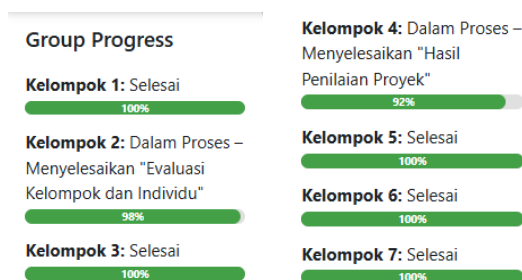 Group Progress
Kelompok 1: Selesai
100%
Kelompok 2: Dalam Proses –
Menyelesaikan "Evaluasi
Kelompok dan Individu"
98%
Kelompok 3: Selesai
100%
Kelompok 4: Dalam Proses –
Menyelesaikan "Hasil
Penilaian Proyek"
92%
Kelompok 5: Selesai
100%
Kelompok 6: Selesai
100%
Kelompok 7: Selesai
100%